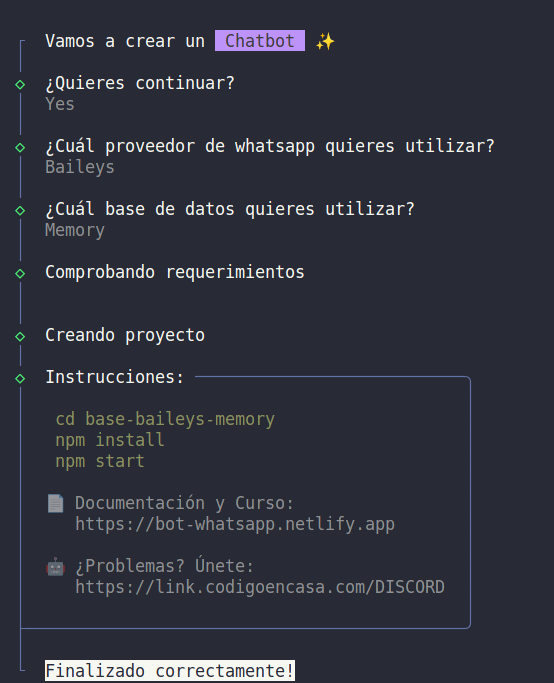 Vamos a crear un Chatbot ✨
¿Quieres continuar?
Yes
¿Cuál proveedor de whatsapp quieres utilizar?
Baileys
¿Cuál base de datos quieres utilizar?
Memory
Comprobando requerimientos
Creando proyecto
Instrucciones:
cd base-baileys-memory
npm install
npm start
📄 Documentación y Curso:
https://bot-whatsapp.netlify.app
🤖 ¿Problemas? Únete:
https://link.codigoencasa.com/DISCORD
Finalizado correctamente!